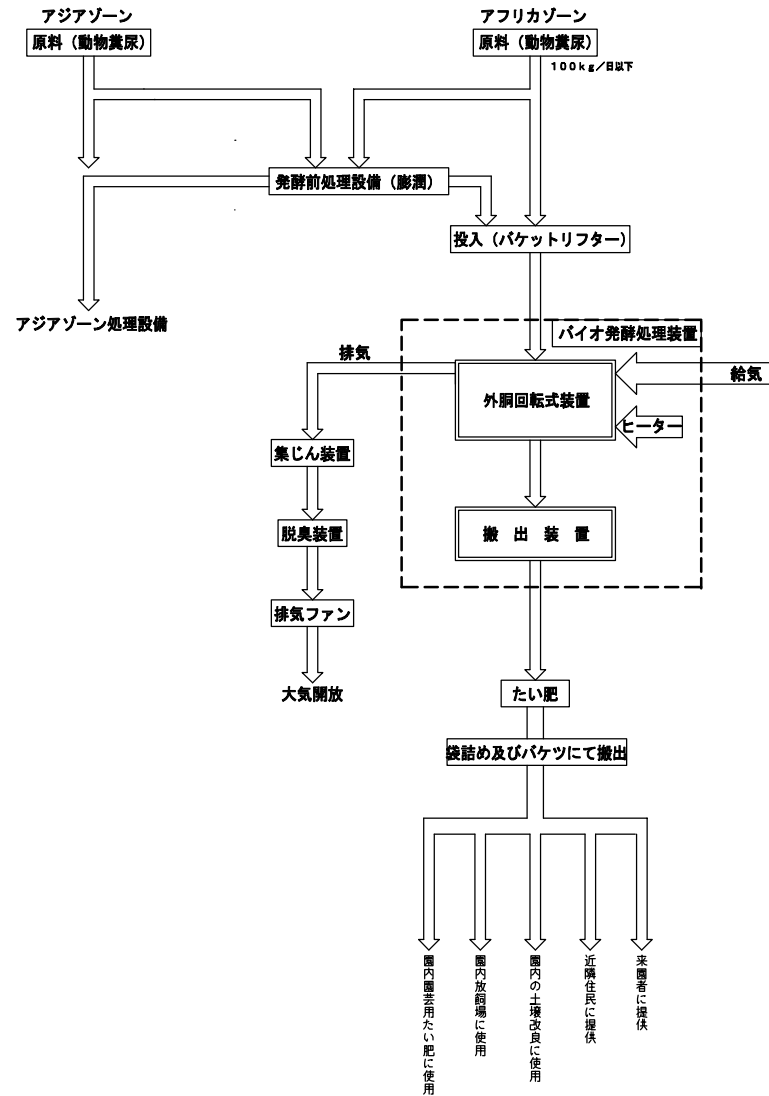 アジアゾーン
アフリカゾーン
原料（動物糞尿）
原料（動物糞尿）
100kg／日以下
発酵前処理設備（膨潤）
投入（バケットリフター）
アジアゾーン処理設備
バイオ発酵処理装置
排気
給気
外胴回転式装置
ヒーター
集じん装置
脱臭装置
搬出装置
排気ファン
大気開放
たい肥
袋詰め及びバケツにて搬出
園内園芸用たい肥に使用
園内放飼場に使用
園内の土壌改良に使用
近隣住民に提供
来園者に提供